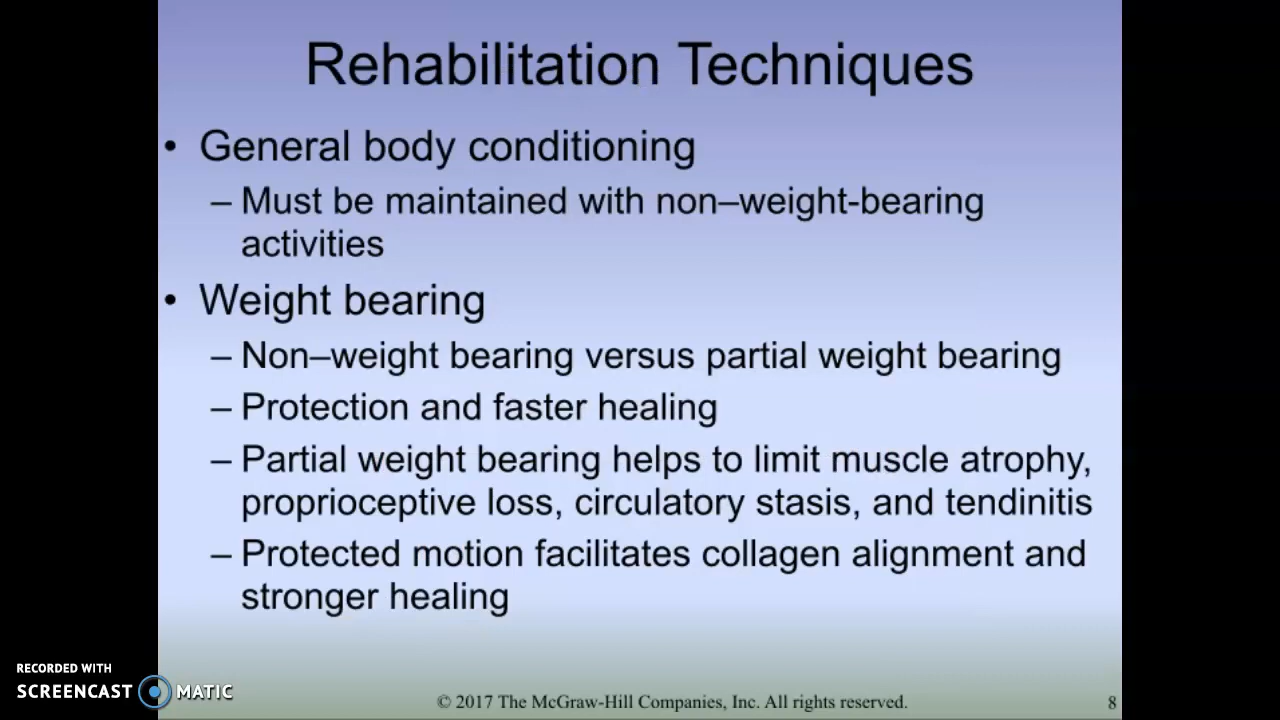 Rehabilitation Techniques
• General body conditioning
– Must be maintained with non–weight-bearing
activities
• Weight bearing
– Non–weight bearing versus partial weight bearing
– Protection and faster healing
– Partial weight bearing helps to limit muscle atrophy,
proprioceptive loss, circulatory stasis, and tendinitis
– Protected motion facilitates collagen alignment and
stronger healing
RECORDED WITH
SCREENCAST MATIC
© 2017 The McGraw-Hill Companies, Inc. All rights reserved.
8